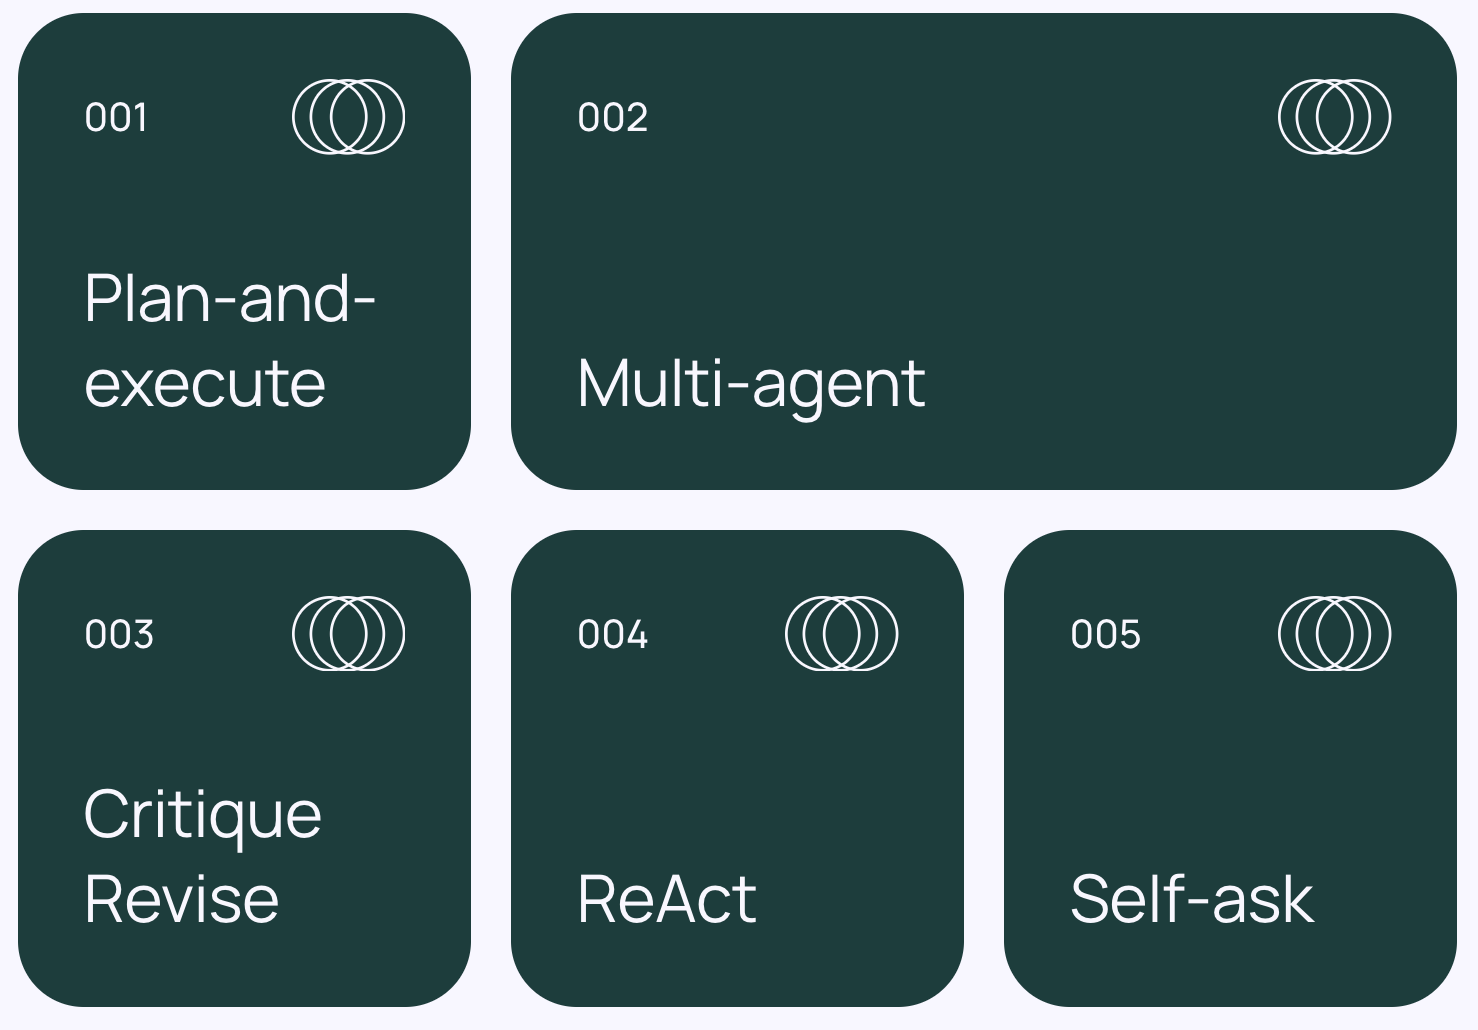 001
Plan-and-
execute
002
Multi-agent
003
Critique
Revise
004
ReAct
005
Self-ask